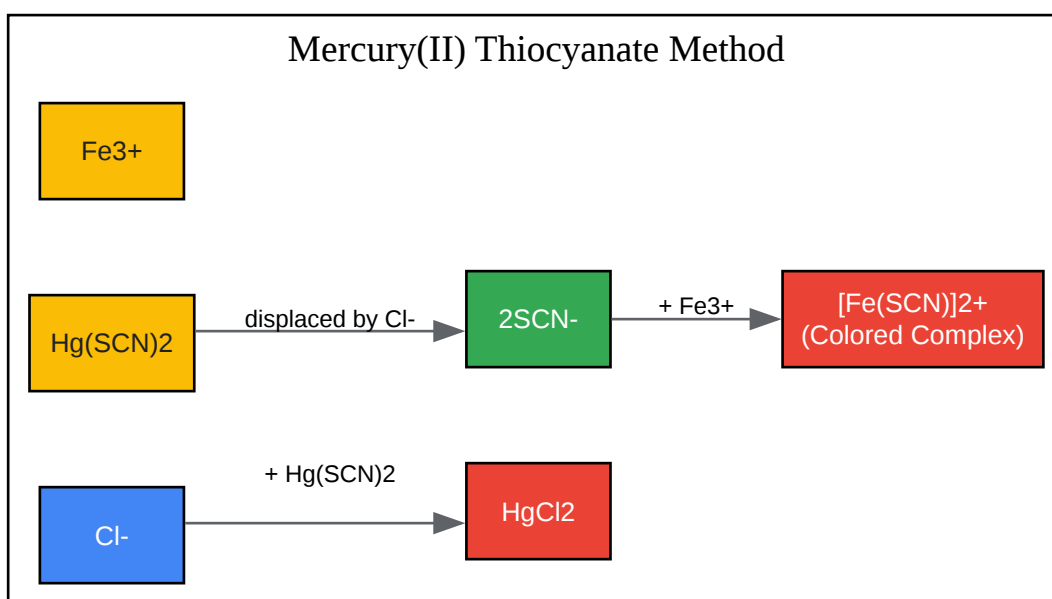 Mercury(II) Thiocyanate Method
Fe3+
Hg(SCN)2
displaced by Cl-
2SCN-
+ Fe3+
[Fe(SCN)]2+
(Colored Complex)
Cl-
+ Hg(SCN)2
HgCl2